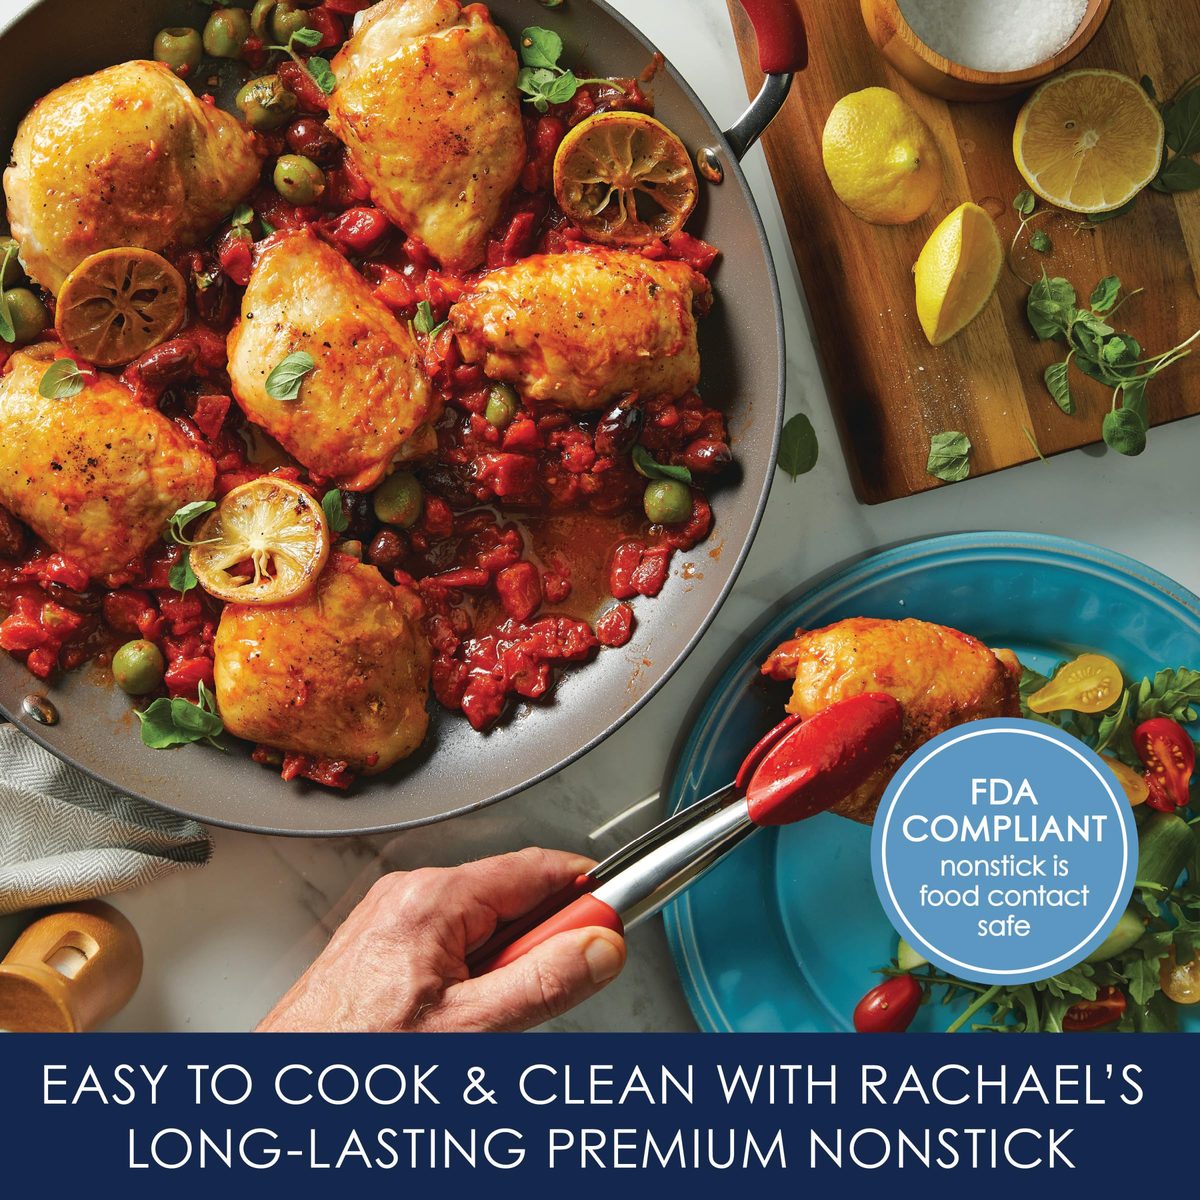 FDA
COMPLIANT
nonstick is
food contact
safe
EASY TO COOK & CLEAN WITH RACHAEL'S
LONG-LASTING PREMIUM NONSTICK